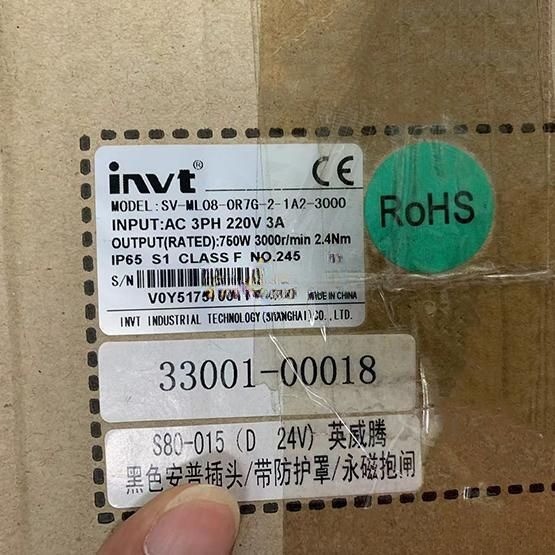 invt®
CE
MODEL: SV-ML08-0R7G-2-1A2-3000
INPUT: AC 3PH 220V 3A
OUTPUT(RATED): 750W 3000r/min 2.4Nm
IP65 S1 CLASS F NO.245
S/N
MADE IN CHINA
INVT INDUSTRIAL TECHNOLOGY(SHANGHAI)CO., LTD.
RoHS
33001-00018
S80-015 (D 24V) 英威腾
黑色安普插头/带防护罩/永磁抱闸